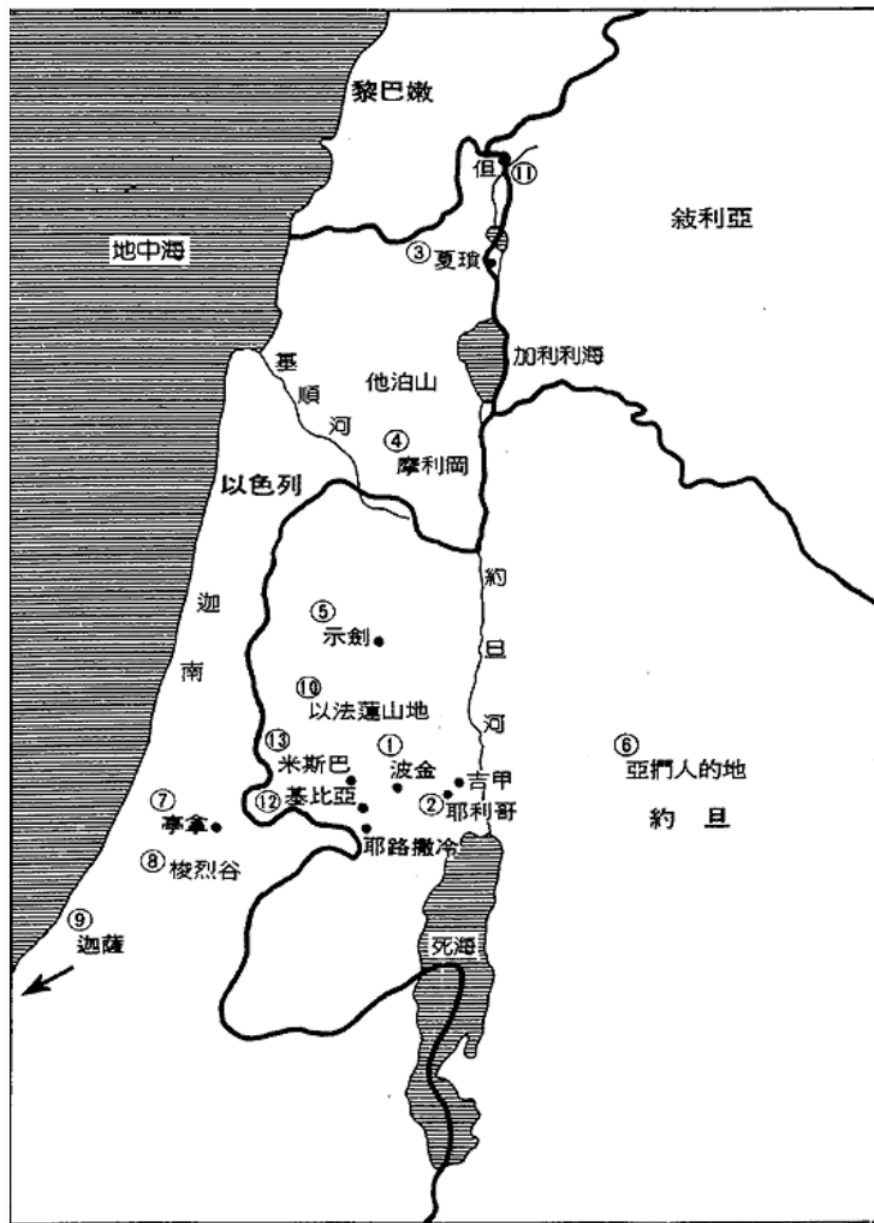 黎巴嫩
但
⑪
地中海
敍利亞
③ 夏瑣
加利利海
基順河
他泊山
④ 摩利岡
以色列
約旦河
迦南
⑤ 示劍
⑩ 以法蓮山地
⑬ 米斯巴
① 波金
吉甲
⑥ 亞捫人的地
⑫ 基比亞
② 耶利哥
約旦
⑦ 亭拿
耶路撒冷
⑧ 梭烈谷
⑨ 迦薩
死海